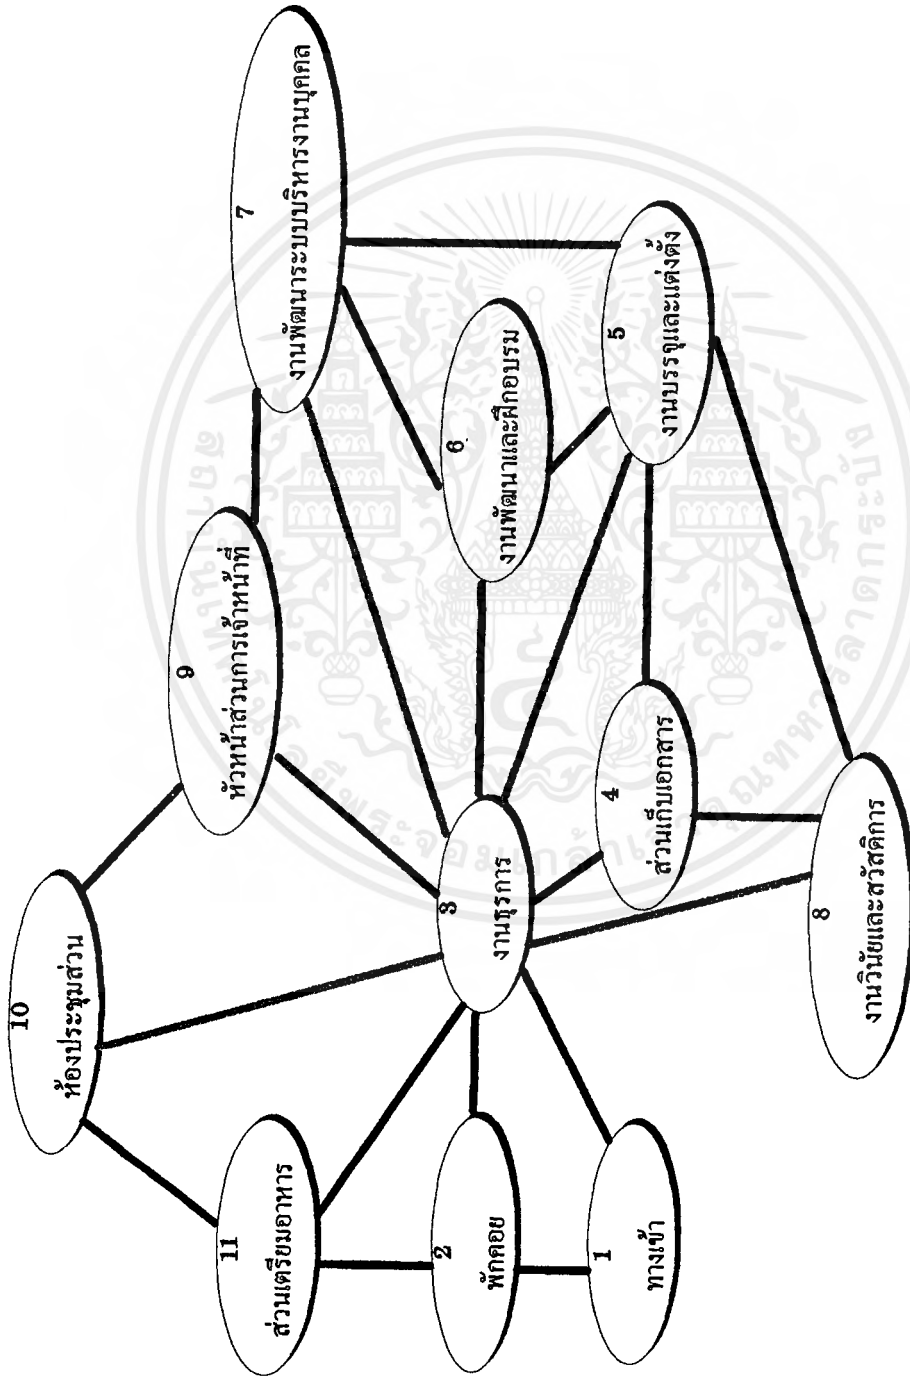 10
ห้องประชุมส่วน
9
หัวหน้าส่วนการเจ้าหน้าที่
11
ส่วนเตรียมอาหาร
7
งานพัฒนาระบบบริหารงานบุคคล
2
พักคอย
3
งานธุรการ
6
งานพัฒนาและฝึกอบรม
1
ทางเข้า
4
ส่วนเก็บเอกสาร
5
งานบรรจุและแต่งตั้ง
8
งานวินัยและสวัสดิการ